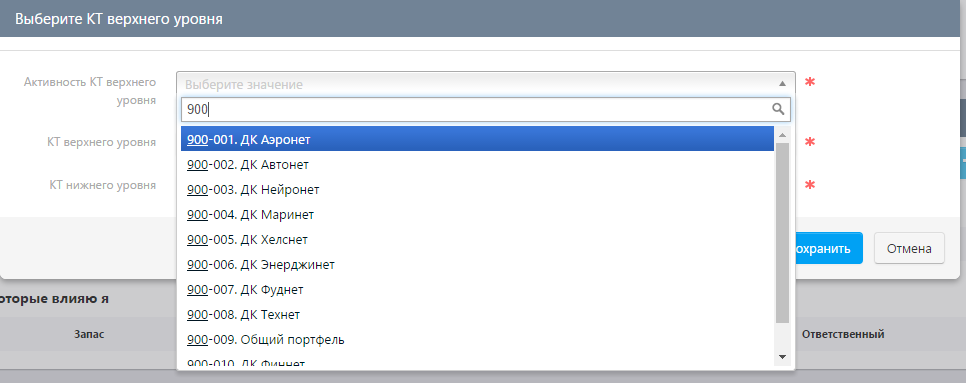 Выберите КТ верхнего уровня
Активность КТ верхнего
уровня
Выберите значение
*
900
900-001. ДК Аэронет
900-002. ДК Автонет
КТ верхнего уровня
*
900-003. ДК Нейронет
КТ нижнего уровня
*
900-004. ДК Маринет
900-005. ДК Хелснет
900-006. ДК Энерджинет
900-007. ДК Фуднет
900-008. ДК Технет
900-009. Общий портфель
900-010. ДК Финнет
охранить
Отмена
оторые влияю я
Запас
Ответственный